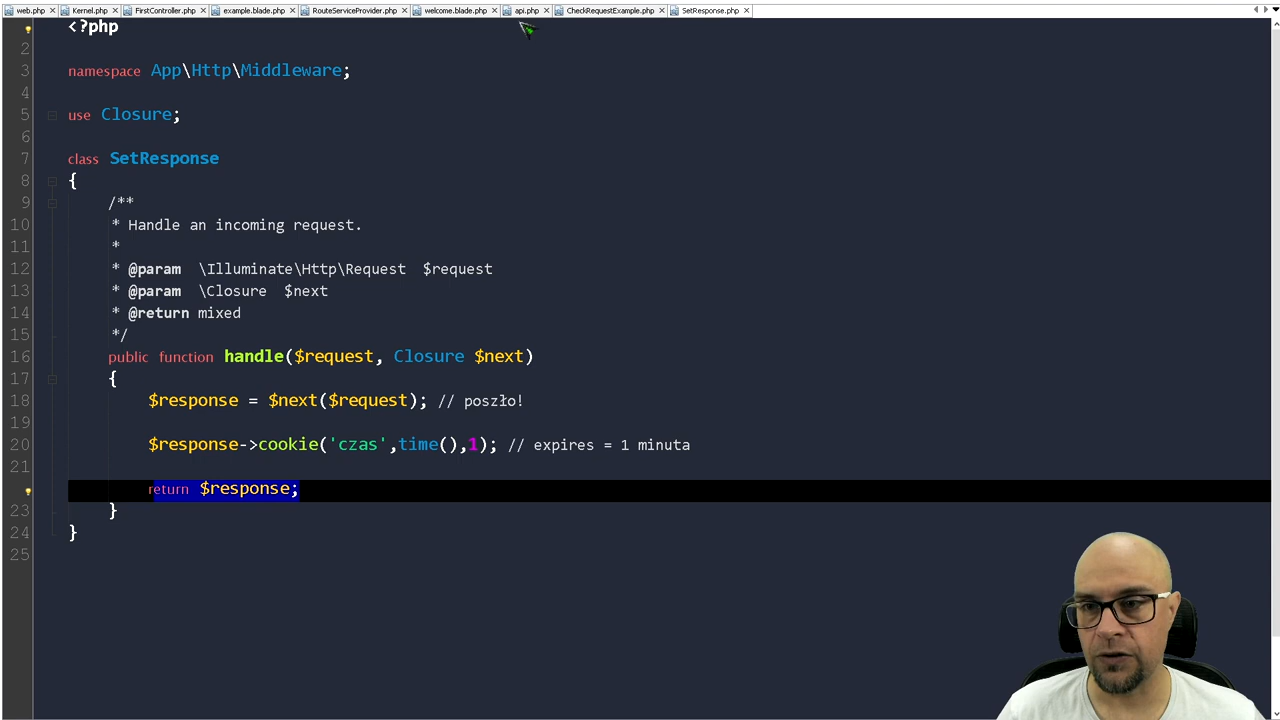 web.php Kernel.php FirstController.php example.blade.php RouteServiceProvider.php welcome.blade.php api.php CheckRequestExample.php SetResponse.php
<?php
2
3 namespace App\Http\Middleware;
4
5 use Closure;
6
7 class SetResponse
8 {
9 /**
10 * Handle an incoming request.
11 *
12 * @param \Illuminate\Http\Request $request
13 * @param \Closure $next
14 * @return mixed
15 */
16 public function handle($request, Closure $next)
17 {
18 $response = $next($request); // poszło!
19
20 $response->cookie('czas',time(),1); // expires = 1 minuta
21
return $response;
23 }
24 }
25